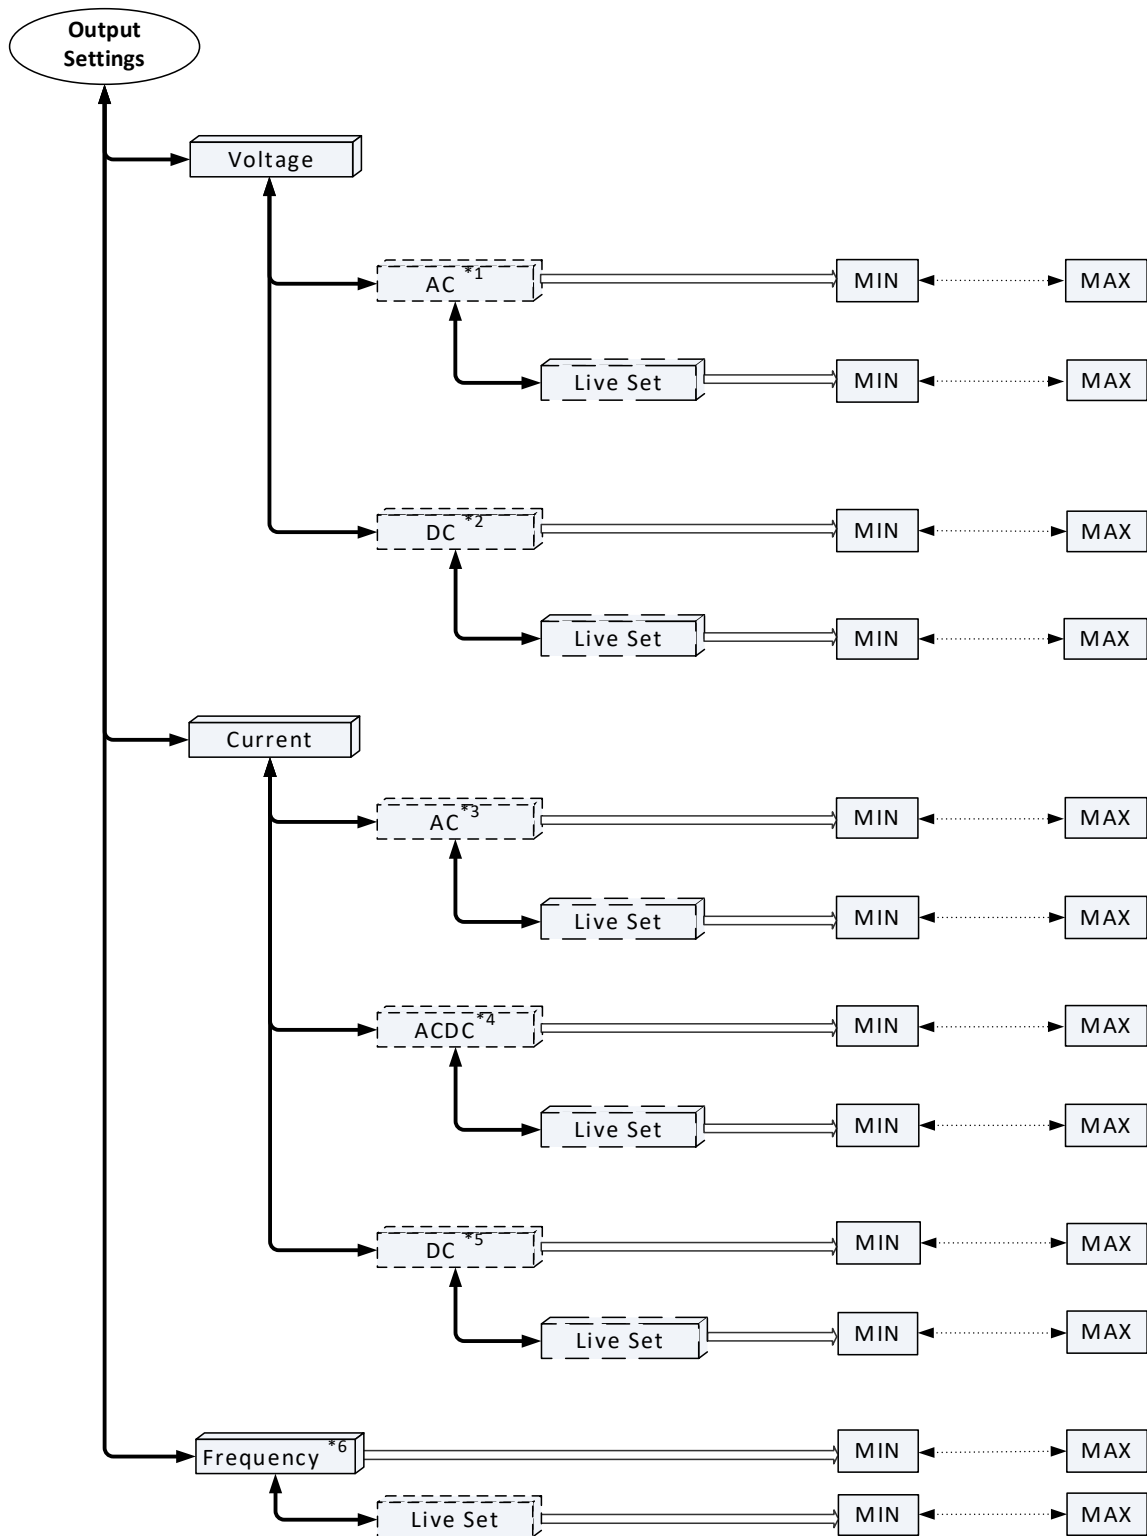 Output
Settings
Voltage
AC *1 MIN MAX
Live Set MIN MAX
DC *2 MIN MAX
Live Set MIN MAX
Current
AC *3 MIN MAX
Live Set MIN MAX
ACDC *4 MIN MAX
Live Set MIN MAX
DC *5 MIN MAX
Live Set MIN MAX
Frequency *6 MIN MAX
Live Set MIN MAX